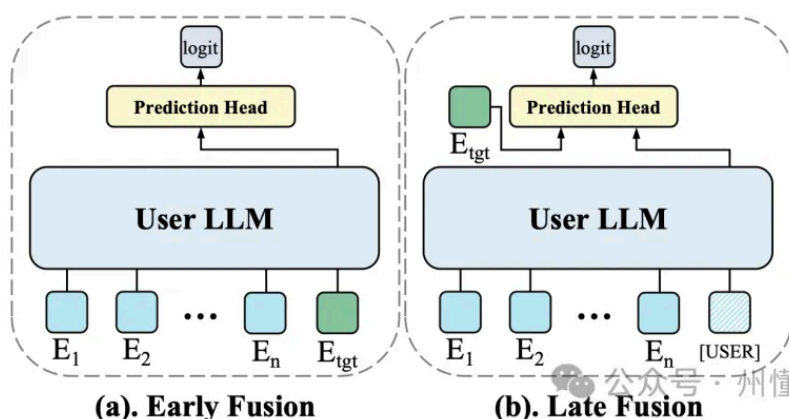 logit
Prediction Head
User LLM
E1 E2 ... En Etgt
(a). Early Fusion
logit
Etgt
Prediction Head
User LLM
E1 E2 ... En [USER]
公众号 · 州懂
(b). Late Fusion